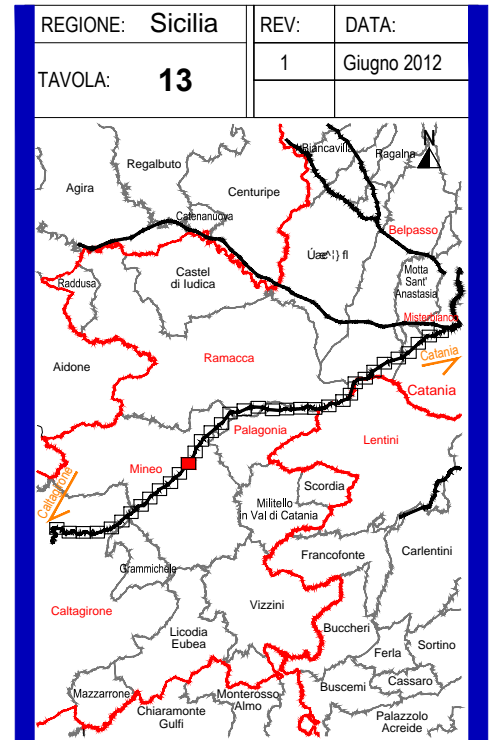 REGIONE: Sicilia
REV:
DATA:
TAVOLA: 13
1
Giugno 2012
N
Biancavilla
Ragalna
Regalbuto
Agira
Centuripe
Catenanuova
Belpasso
Motta
Sant'
Anastasia
Raddusa
Castel
di Iudica
Misterbianco
Ramacca
Catania
Aidone
Catania
Palagonia
Lentini
Mineo
Scordia
Caltagirone
Militello
in Val di Catania
Francofonte
Carlentini
Grammichele
Vizzini
Caltagirone
Licodia
Eubea
Buccheri
Ferla
Sortino
Cassaro
Buscemi
Mazzarrone
Monterosso
Almo
Chiaramonte
Gulfi
Palazzolo
Acreide